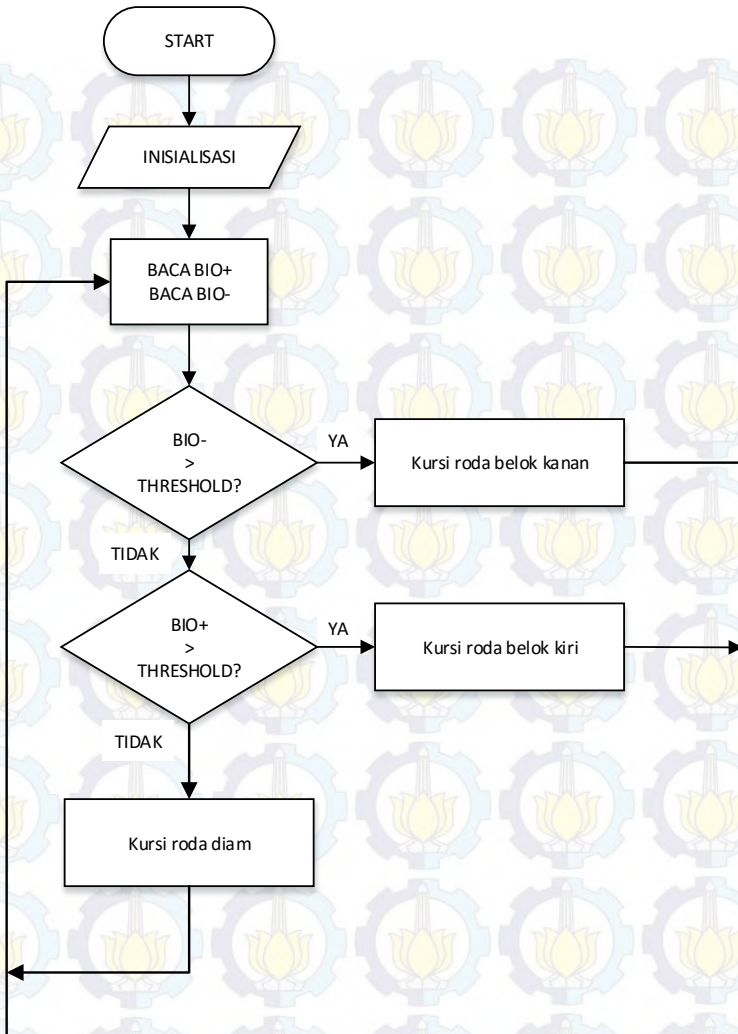 START
INISIALISASI
BACA BIO+
BACA BIO-
BIO-
>
THRESHOLD?
YA
Kursi roda belok kanan
TIDAK
BIO+
>
THRESHOLD?
YA
Kursi roda belok kiri
TIDAK
Kursi roda diam